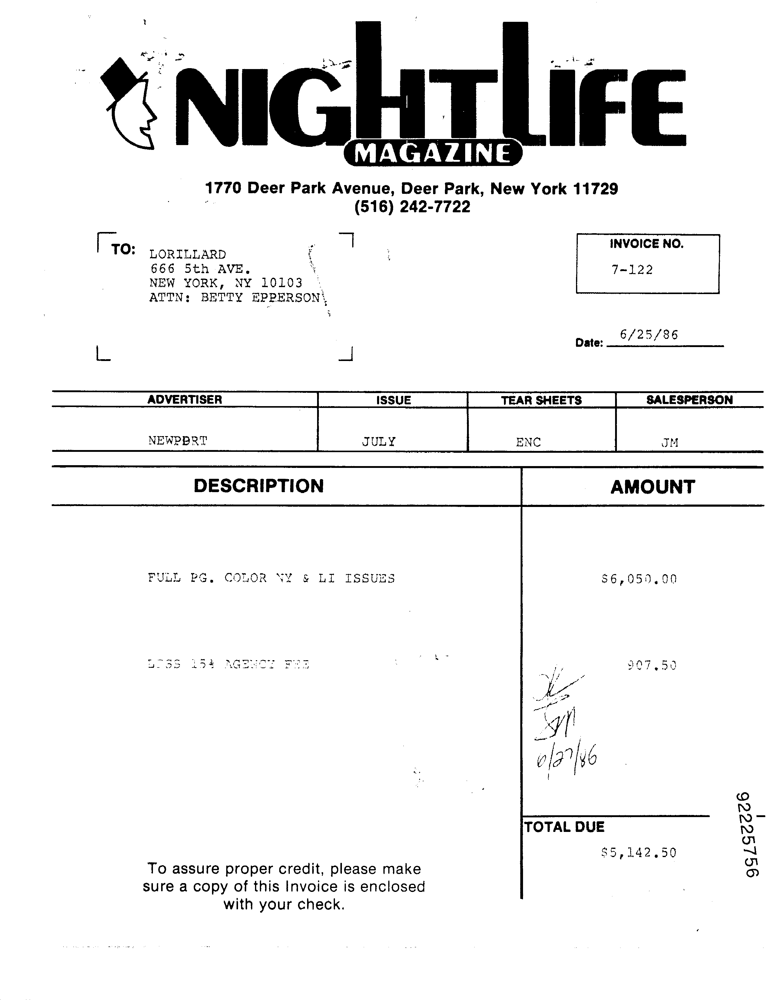 NIGHTLIFE
MAGAZINE
1770 Deer Park Avenue, Deer Park, New York 11729
(516) 242-7722
TO: LORILLARD
666 5th AVE.
NEW YORK, NY 10103
ATTN: BETTY EPPERSON
INVOICE NO.
7-122
Date: 6/25/86
ADVERTISER ISSUE TEAR SHEETS SALESPERSON
NEWPORT JULY ENC JM
DESCRIPTION AMOUNT
FULL PG. COLOR NY & LI ISSUES $6,050.00
LESS 15% AGENCY FEE 907.50
TOTAL DUE
$5,142.50
To assure proper credit, please make
sure a copy of this Invoice is enclosed
with your check.
92225756